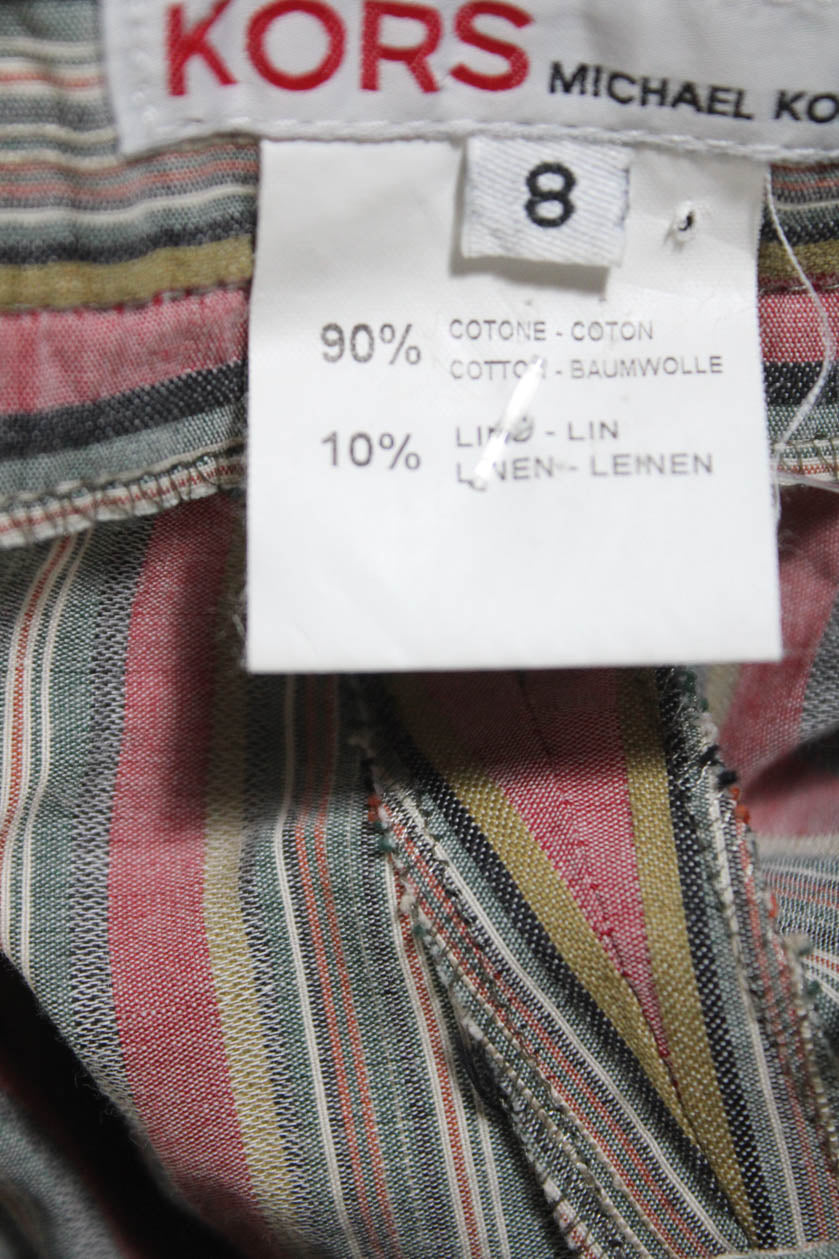 KORS MICHAEL KO
8
90% COTONE - COTON
COTTON - BAUMWOLLE
10% LINO - LIN
LINEN - LEINEN